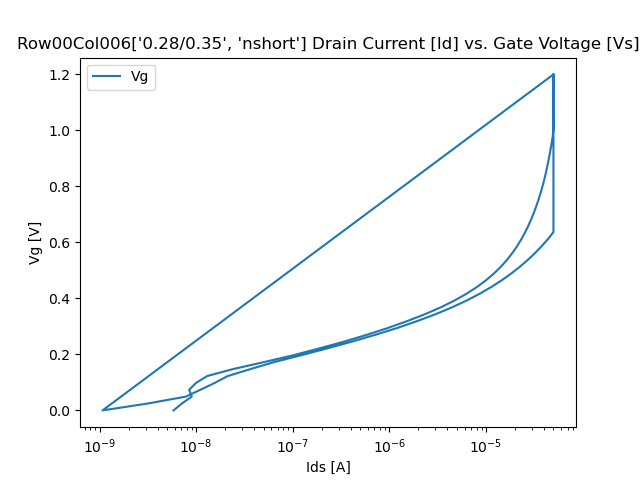 Row00Col006['0.28/0.35', 'nshort'] Drain Current [Id] vs. Gate Voltage [Vs]
Vg
1.2
1.0
0.8
0.6
0.4
0.2
0.0
Vg [V]
10⁻⁹ 10⁻⁸ 10⁻⁷ 10⁻⁶ 10⁻⁵
Ids [A]